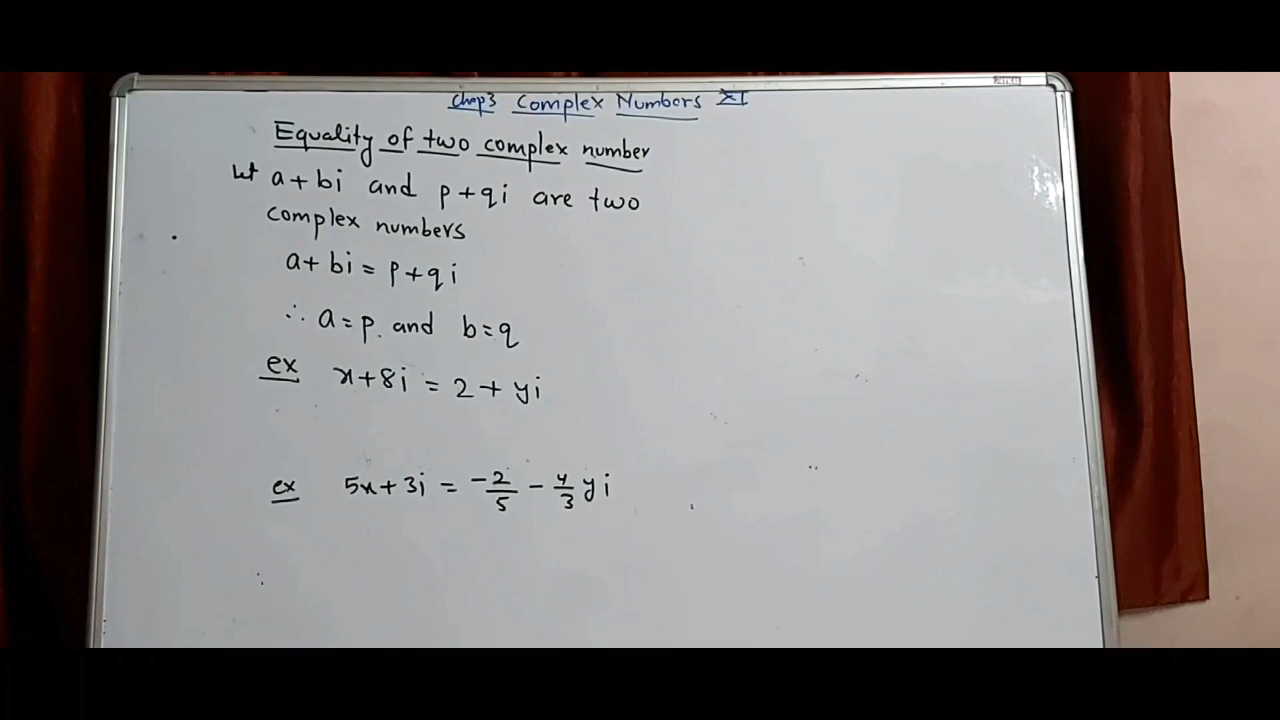 Chap3 Complex Numbers XI
Equality of two complex number
Let a+bi and p+qi are two
complex numbers
a+bi = p+qi
∴ a=p. and b=q
ex x+8i = 2+yi
ex 5x+3i = -2/5 - 4/3 yi